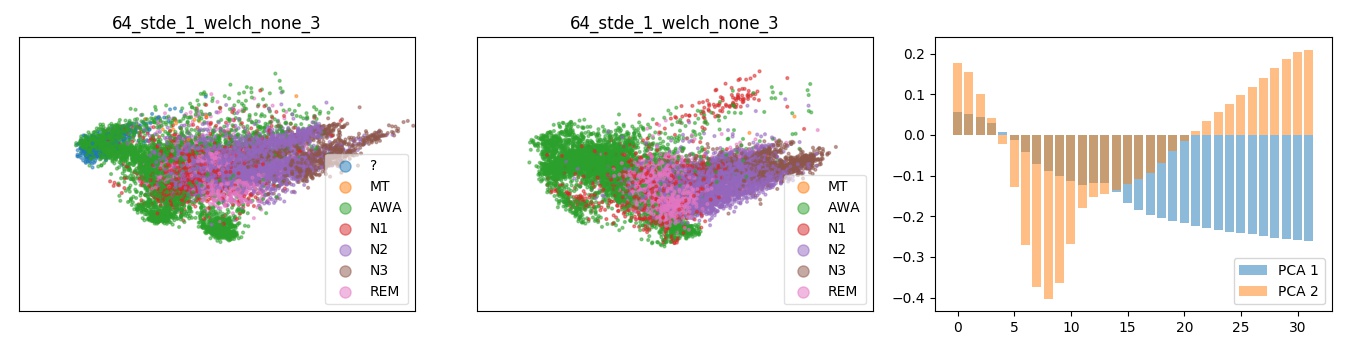 64_stde_1_welch_none_3
?
MT
AWA
N1
N2
N3
REM
64_stde_1_welch_none_3
MT
AWA
N1
N2
N3
REM
0.2
0.1
0.0
−0.1
−0.2
−0.3
−0.4
0 5 10 15 20 25 30
PCA 1
PCA 2